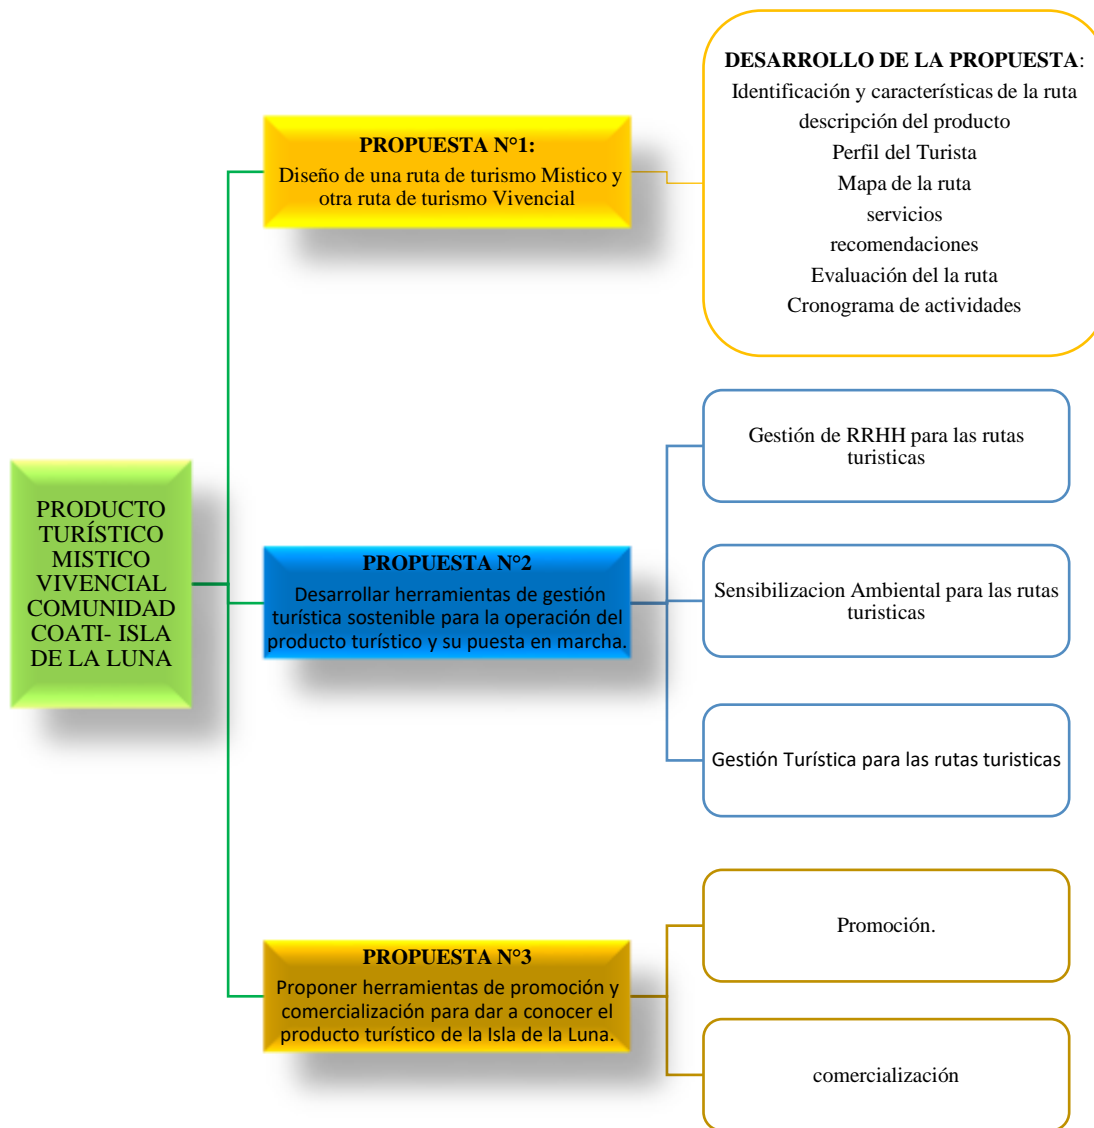 PRODUCTO
TURÍSTICO
MISTICO
VIVENCIAL
COMUNIDAD
COATI- ISLA
DE LA LUNA
PROPUESTA N°1:
Diseño de una ruta de turismo Mistico y
otra ruta de turismo Vivencial
DESARROLLO DE LA PROPUESTA:
Identificación y características de la ruta
descripción del producto
Perfil del Turista
Mapa de la ruta
servicios
recomendaciones
Evaluación del la ruta
Cronograma de actividades
PROPUESTA N°2
Desarrollar herramientas de gestión
turística sostenible para la operación del
producto turístico y su puesta en marcha.
Gestión de RRHH para las rutas
turisticas
Sensibilizacion Ambiental para las rutas
turisticas
Gestión Turística para las rutas turisticas
PROPUESTA N°3
Proponer herramientas de promoción y
comercialización para dar a conocer el
producto turístico de la Isla de la Luna.
Promoción.
comercialización